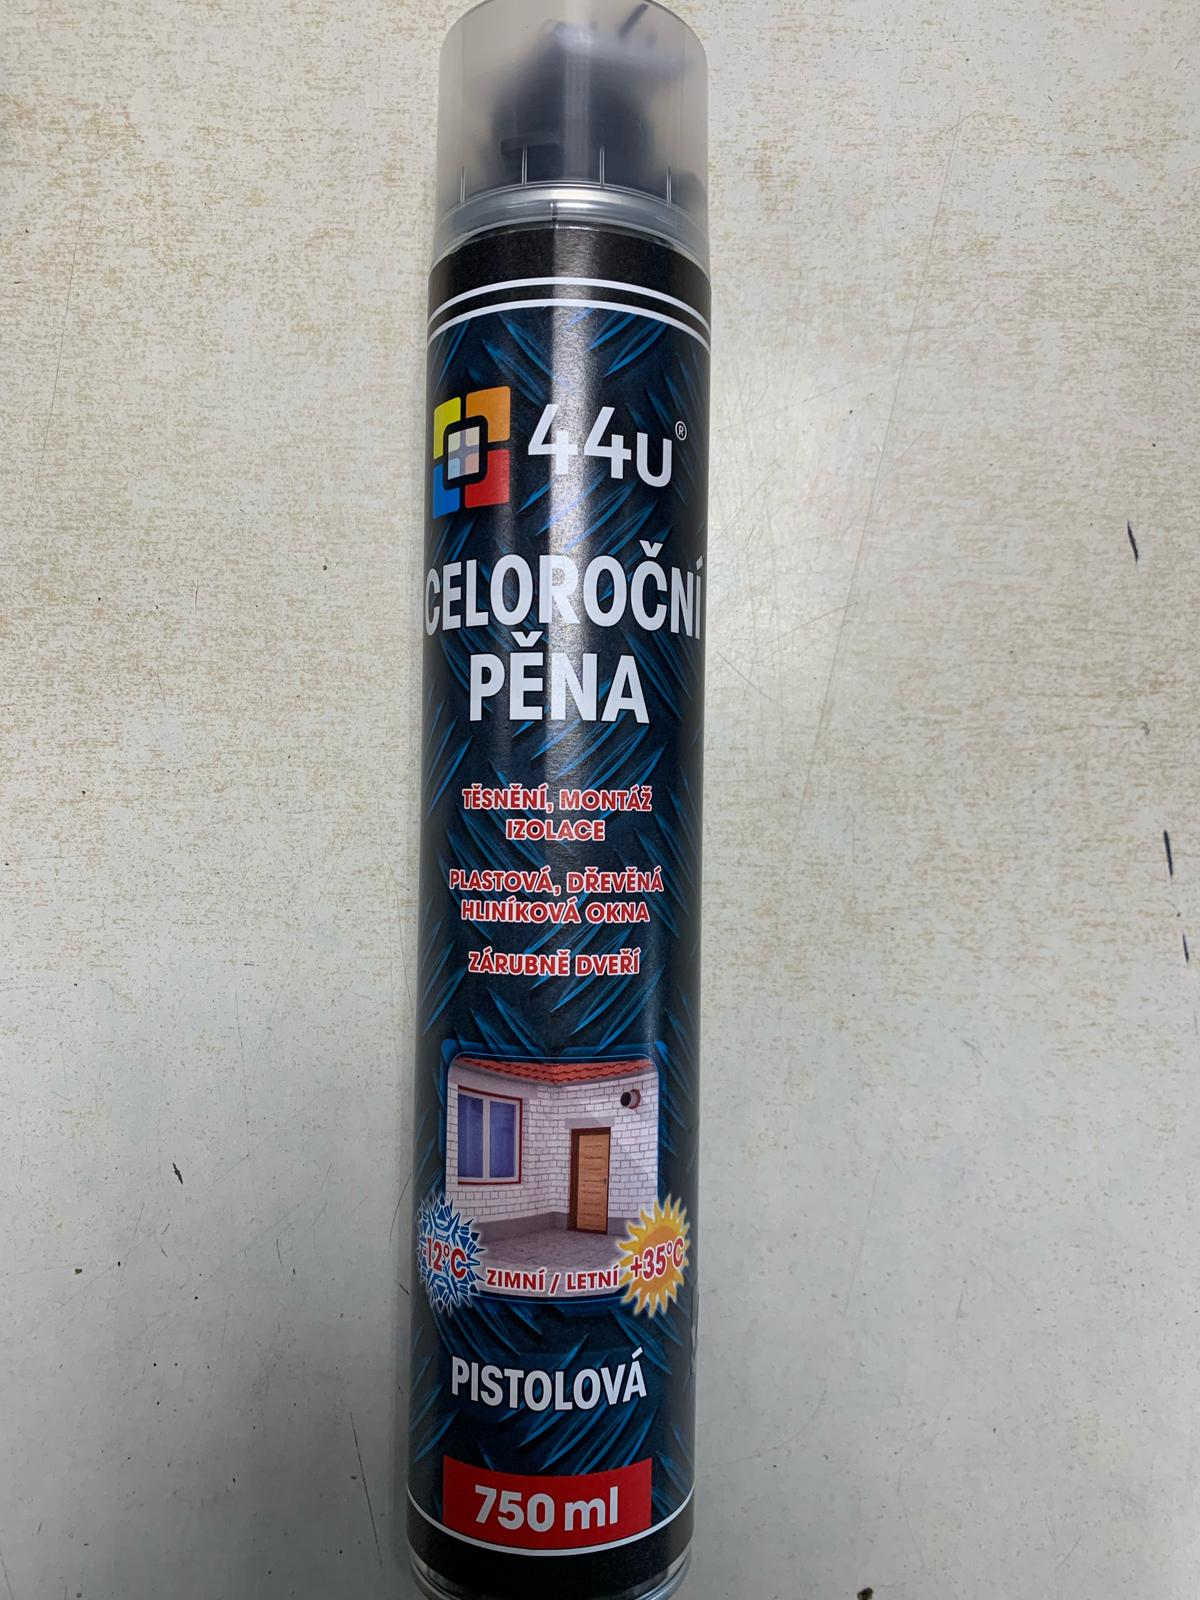 44u®
CELOROČNÍ
PĚNA
TĚSNĚNÍ, MONTÁŽ
IZOLACE
PLASTOVÁ, DŘEVĚNÁ
HLINÍKOVÁ OKNA
ZÁRUBNĚ DVEŘÍ
-12°C
ZIMNÍ / LETNÍ
+35°C
PISTOLOVÁ
750 ml